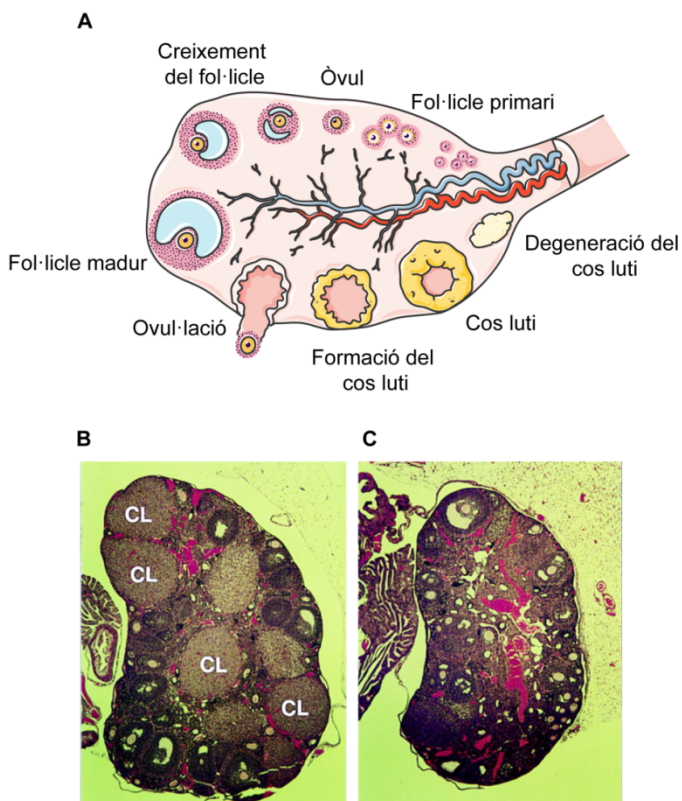 A
Creixement
del fol·licle
Òvul
Fol·licle primari
Fol·licle madur
Degeneració del
cos luti
Ovul·lació
Cos luti
Formació del
cos luti
B
C
CL
CL
CL
CL